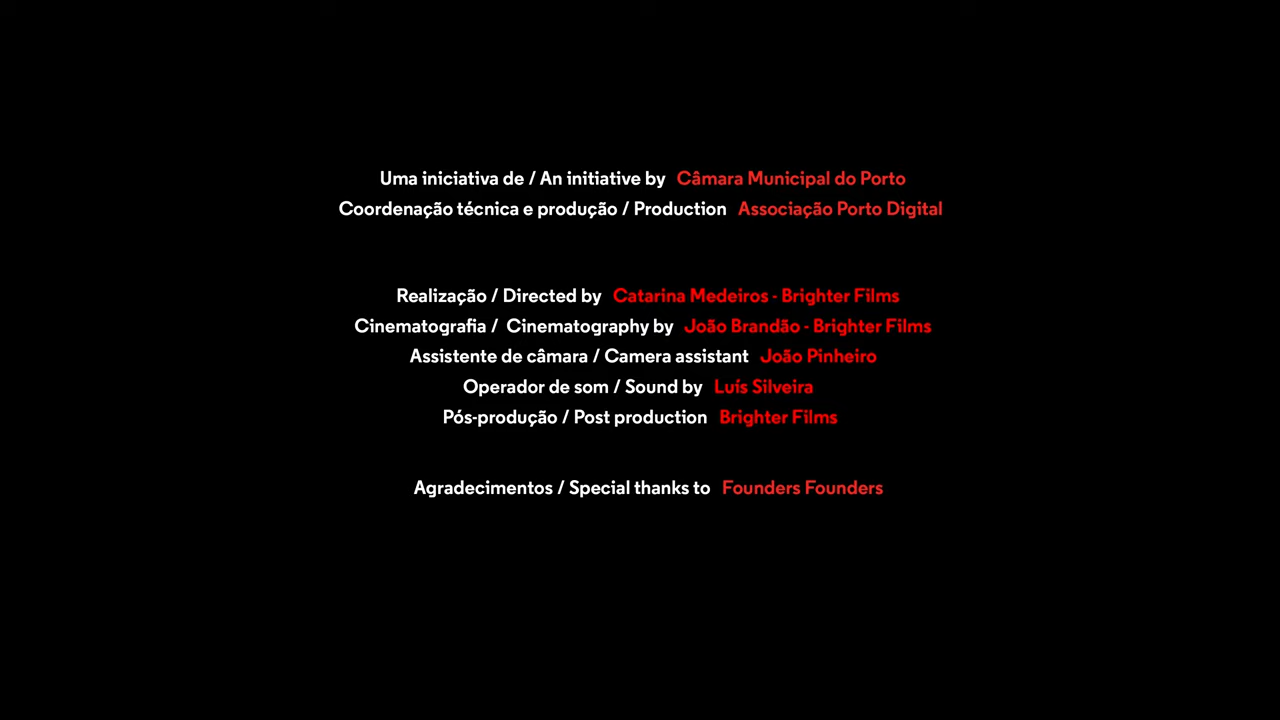 Uma iniciativa de / An initiative by Câmara Municipal do Porto
Coordenação técnica e produção / Production Associação Porto Digital
Realização / Directed by Catarina Medeiros - Brighter Films
Cinematografia / Cinematography by João Brandão - Brighter Films
Assistente de câmara / Camera assistant João Pinheiro
Operador de som / Sound by Luís Silveira
Pós-produção / Post production Brighter Films
Agradecimentos / Special thanks to Founders Founders